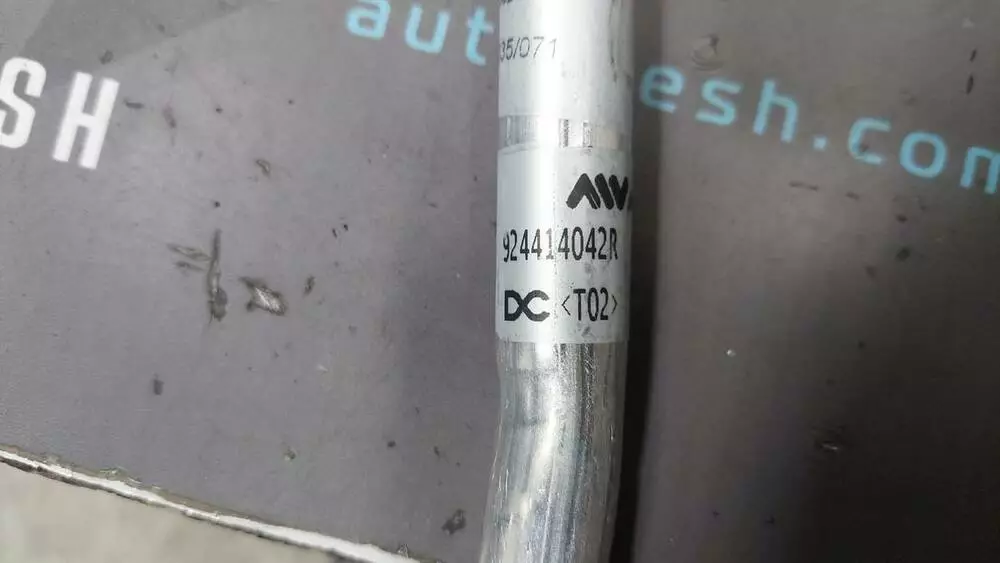 35/071
924414042R
DC <T02>
SH
aut
esh.com